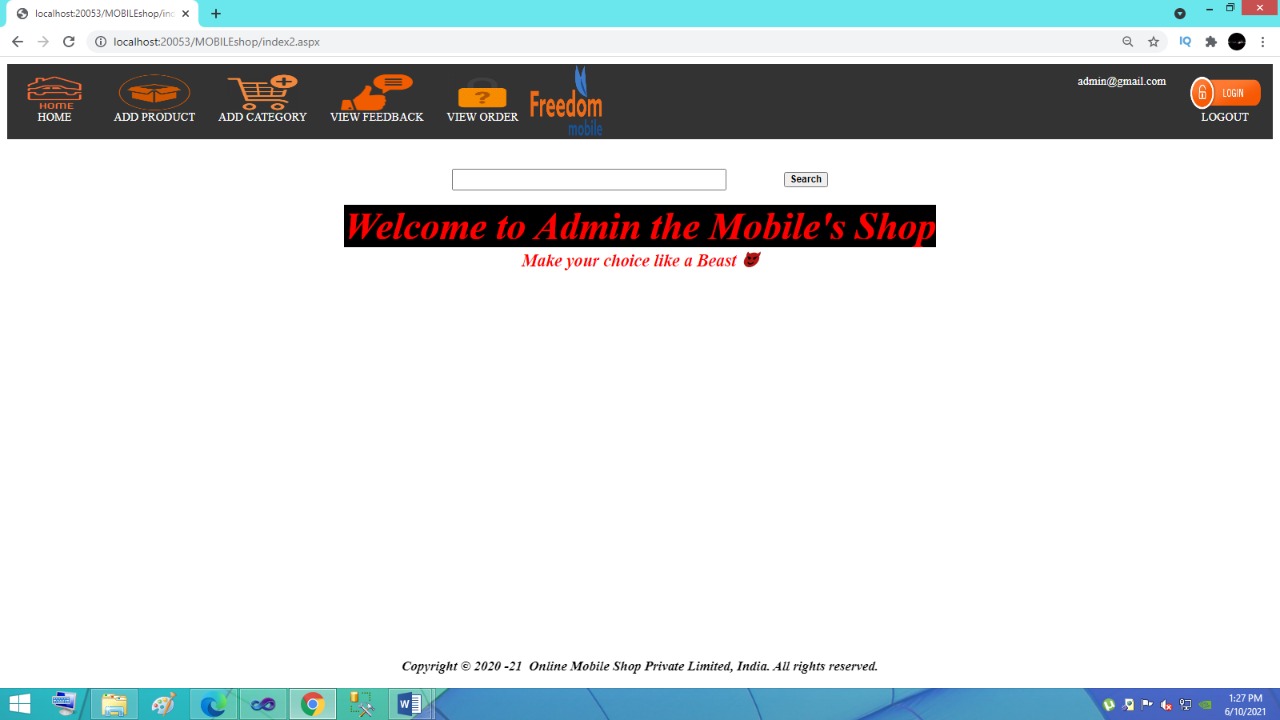 localhost:20053/MOBILEshop/inc
localhost:20053/MOBILEshop/index2.aspx
IQ
HOME
HOME
ADD PRODUCT
ADD CATEGORY
VIEW FEEDBACK
?
VIEW ORDER
Freedom
mobile
admin@gmail.com
LOGIN
LOGOUT
Search
Welcome to Admin the Mobile's Shop
Make your choice like a Beast 😈
Copyright © 2020 -21 Online Mobile Shop Private Limited, India. All rights reserved.
W
1:27 PM
6/10/2021